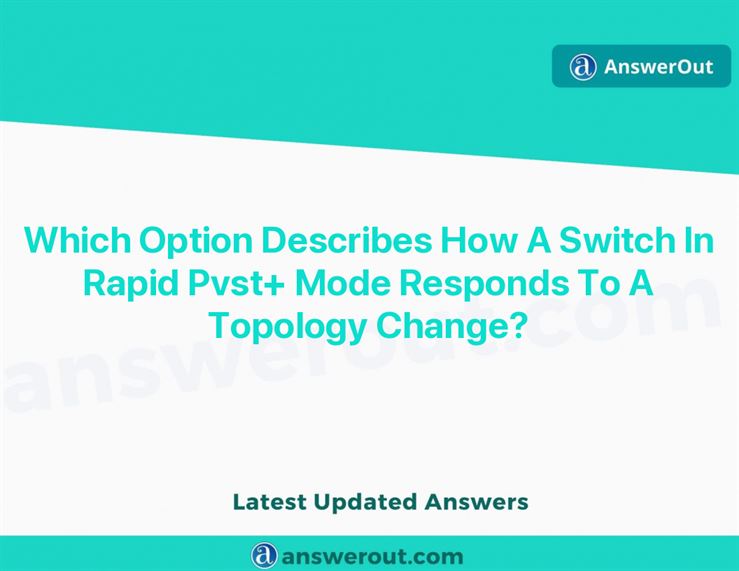 AnswerOut
Which Option Describes How A Switch In
Rapid Pvst+ Mode Responds To A
Topology Change?
answerout.com
Latest Updated Answers
answerout.com